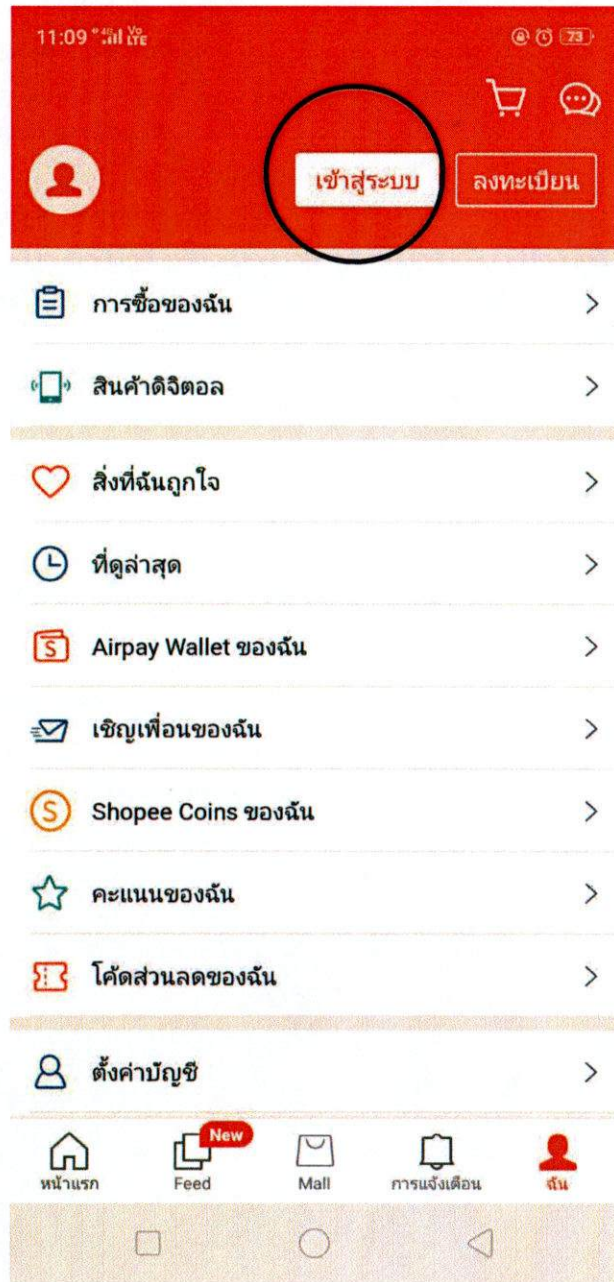 11:09 4G VoLTE 73
เข้าสู่ระบบ ลงทะเบียน
การซื้อของฉัน
สินค้าดิจิตอล
สิ่งที่ฉันถูกใจ
ที่ดูล่าสุด
Airpay Wallet ของฉัน
เชิญเพื่อนของฉัน
Shopee Coins ของฉัน
คะแนนของฉัน
โค้ดส่วนลดของฉัน
ตั้งค่าบัญชี
New
หน้าแรก Feed Mall การแจ้งเตือน ฉัน